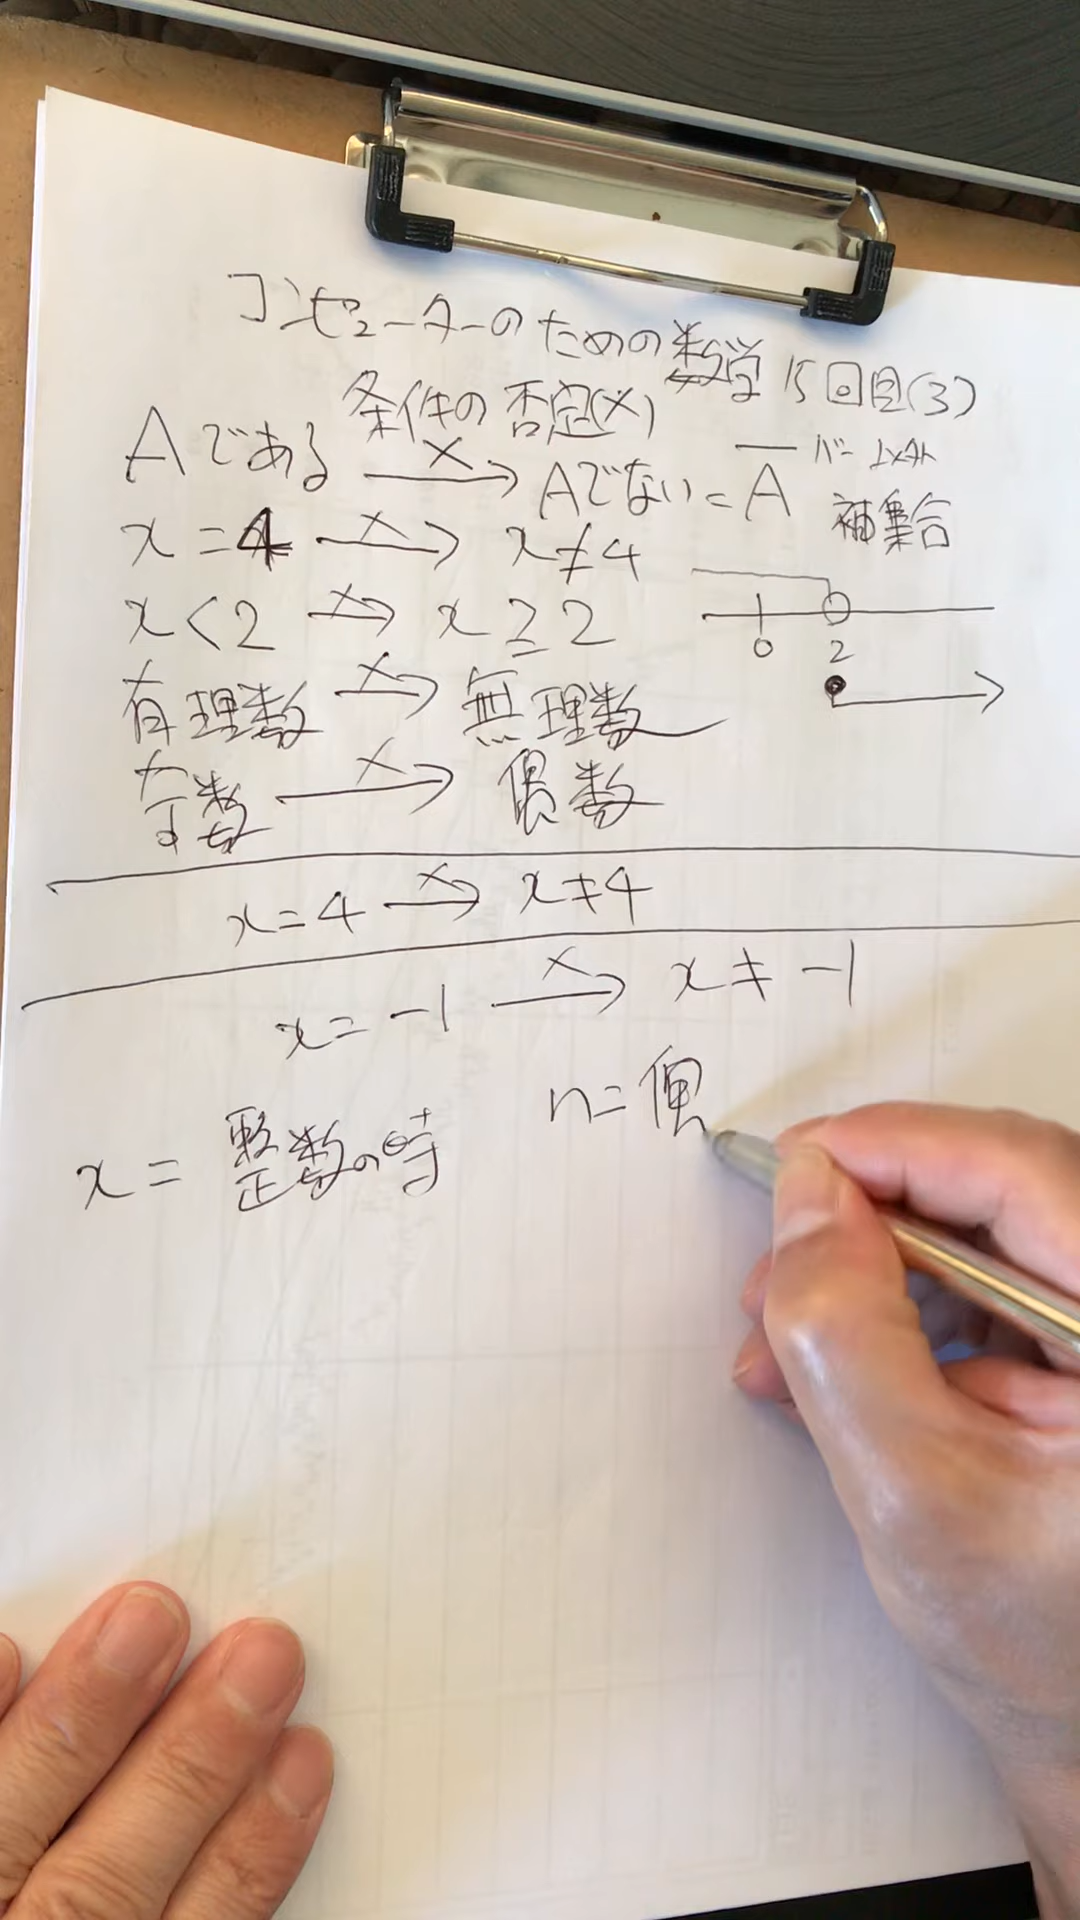 コンピューターのための数学 15回目(3)
条件の否定(×)
Aである ×→ Aでない = A̅ バー
補集合
x = 4 ×→ x ≠ 4
x < 2 ×→ x ≧ 2
0 2
有理数 ×→ 無理数
奇数 ×→ 偶数
x = 4 ×→ x ≠ 4
x = -1 ×→ x ≠ -1
x = 整数の時 n = 偶